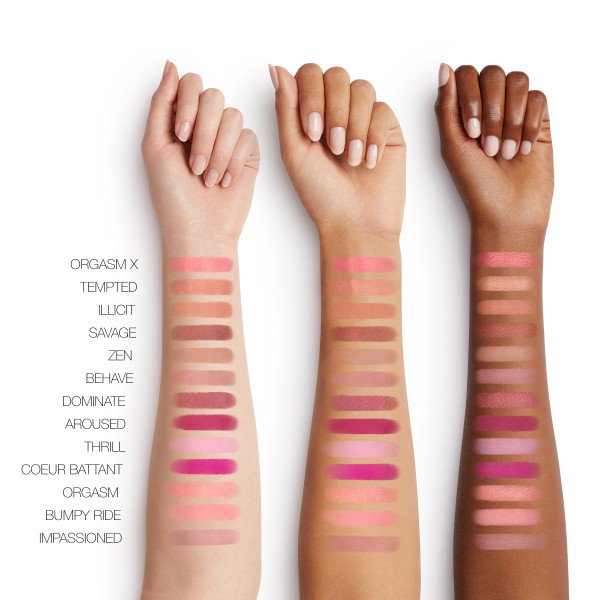 ORGASM X
TEMPTED
ILLICIT
SAVAGE
ZEN
BEHAVE
DOMINATE
AROUSED
THRILL
COEUR BATTANT
ORGASM
BUMPY RIDE
IMPASSIONED